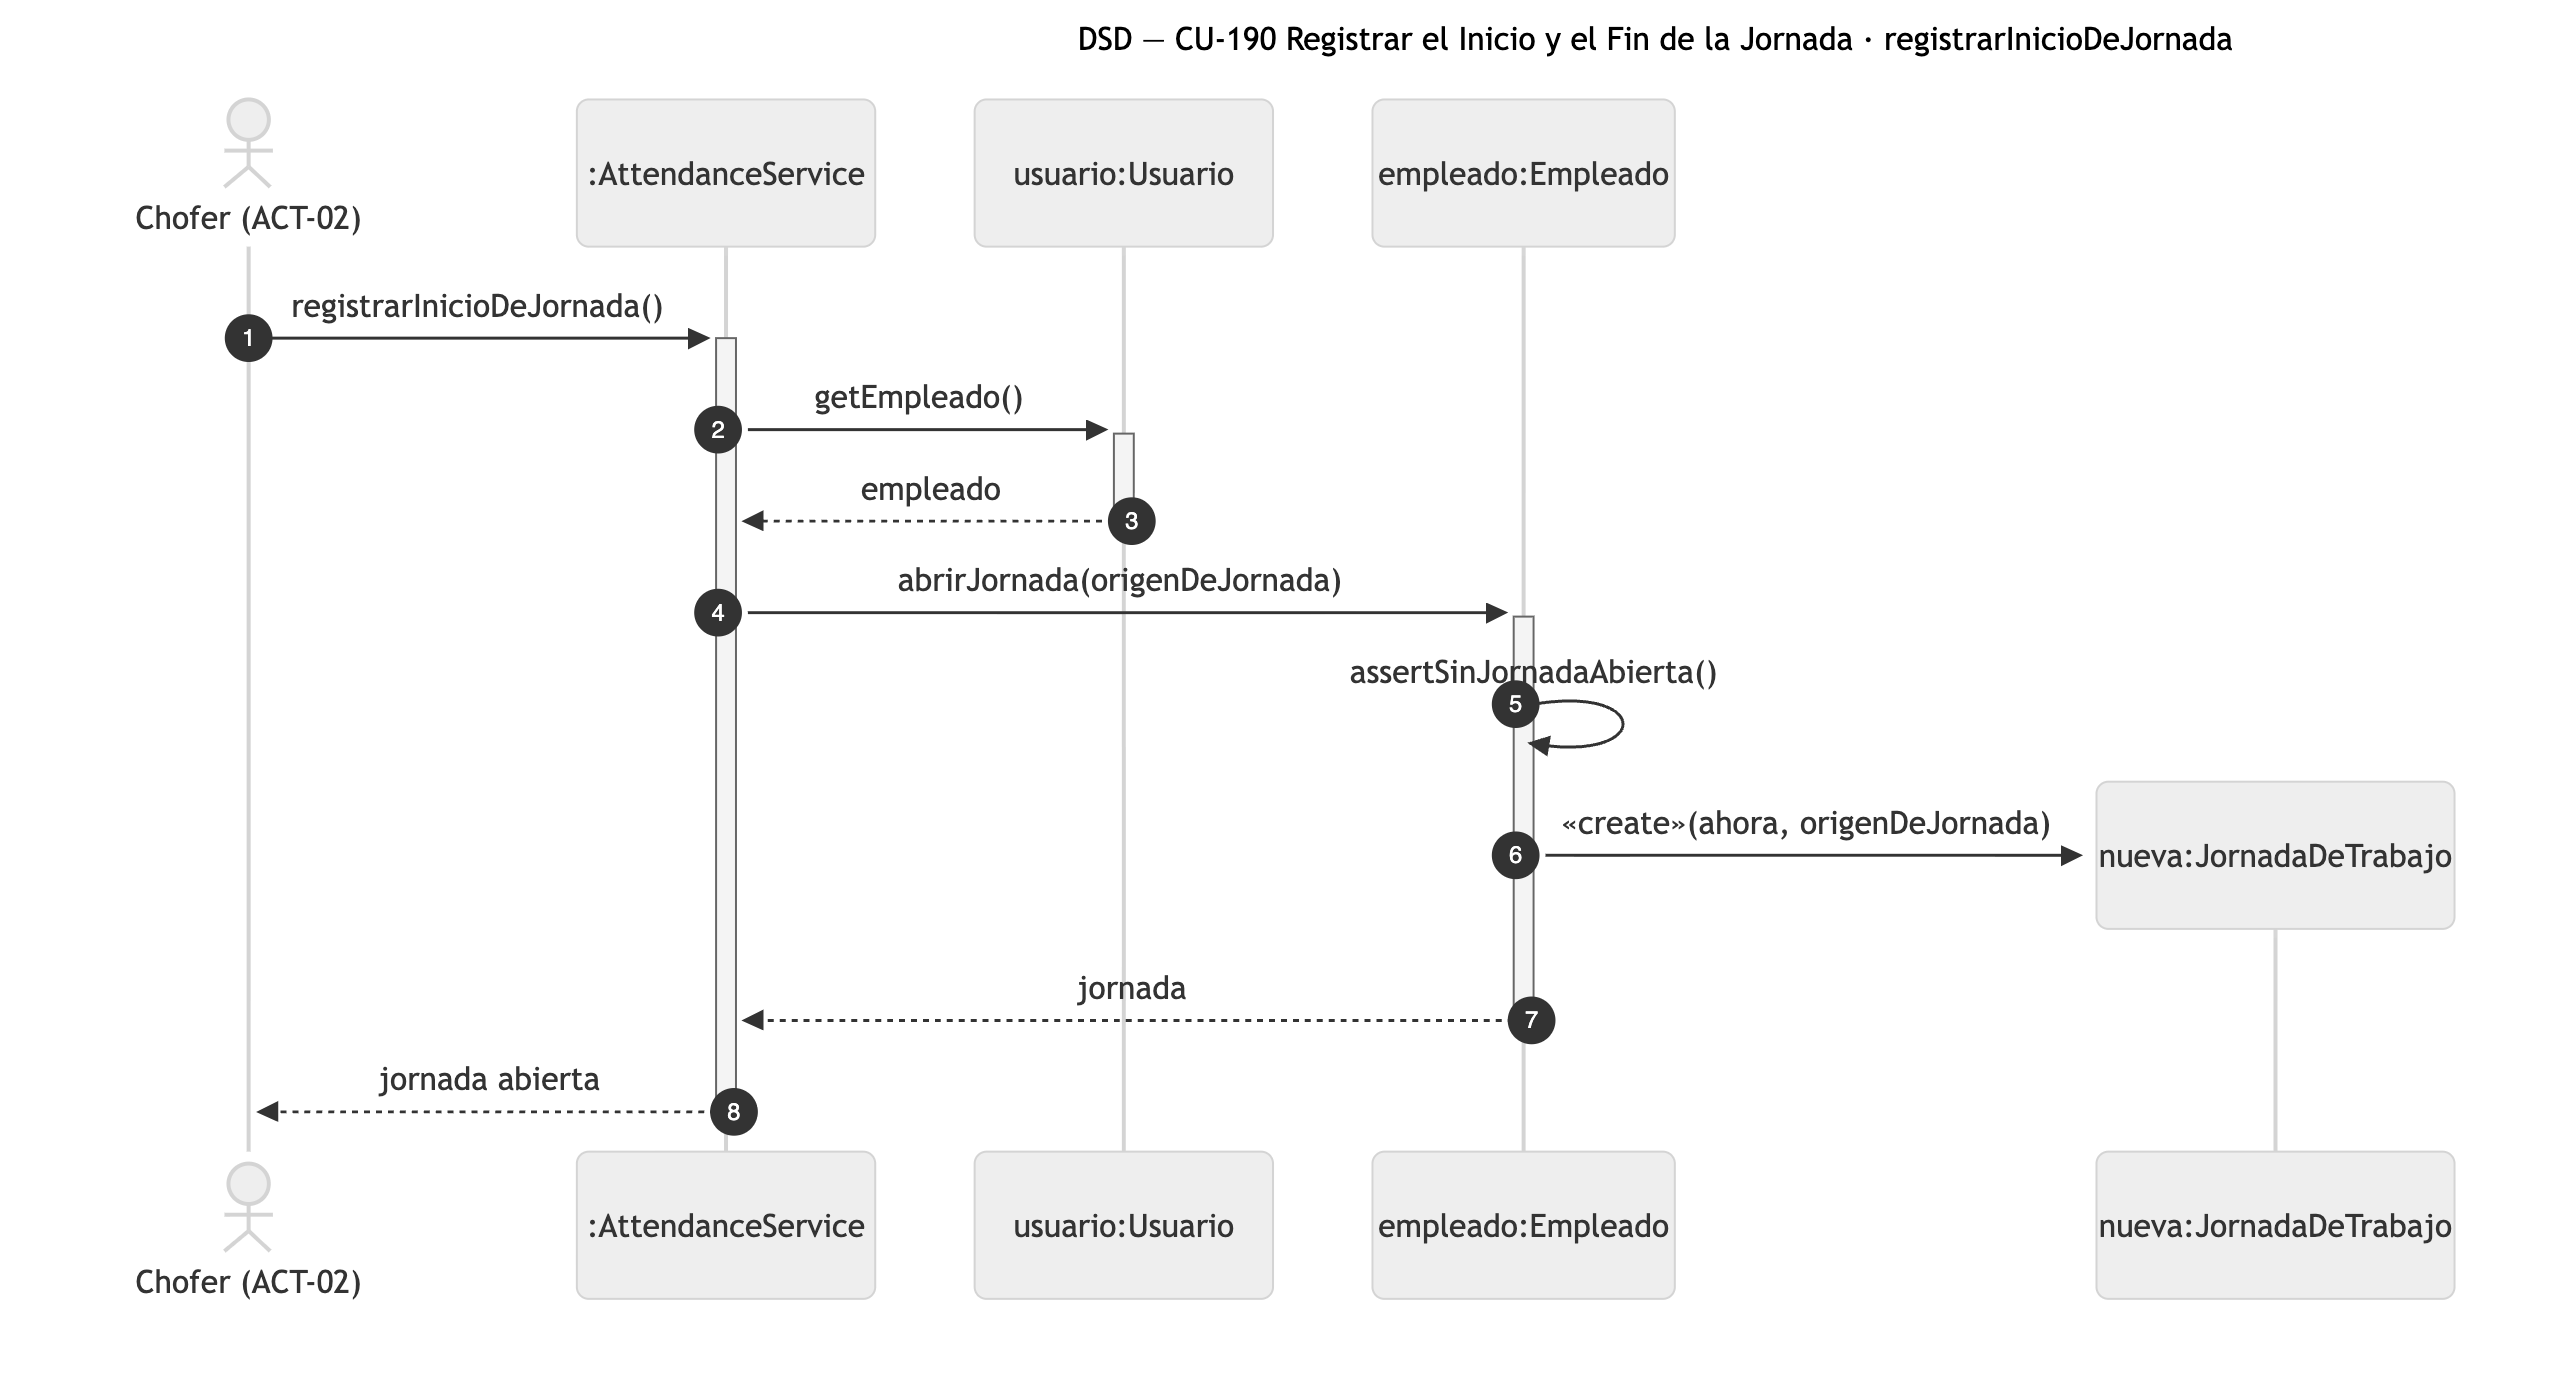 DSD — CU-190 Registrar el Inicio y el Fin de la Jornada · registrarInicioDeJornada
Chofer (ACT-02)
:AttendanceService
usuario:Usuario
empleado:Empleado
registrarInicioDeJornada()
1
getEmpleado()
2
empleado
3
abrirJornada(origenDeJornada)
4
assertSinJornadaAbierta()
5
«create»(ahora, origenDeJornada)
6
nueva:JornadaDeTrabajo
jornada
7
jornada abierta
8
Chofer (ACT-02)
:AttendanceService
usuario:Usuario
empleado:Empleado
nueva:JornadaDeTrabajo